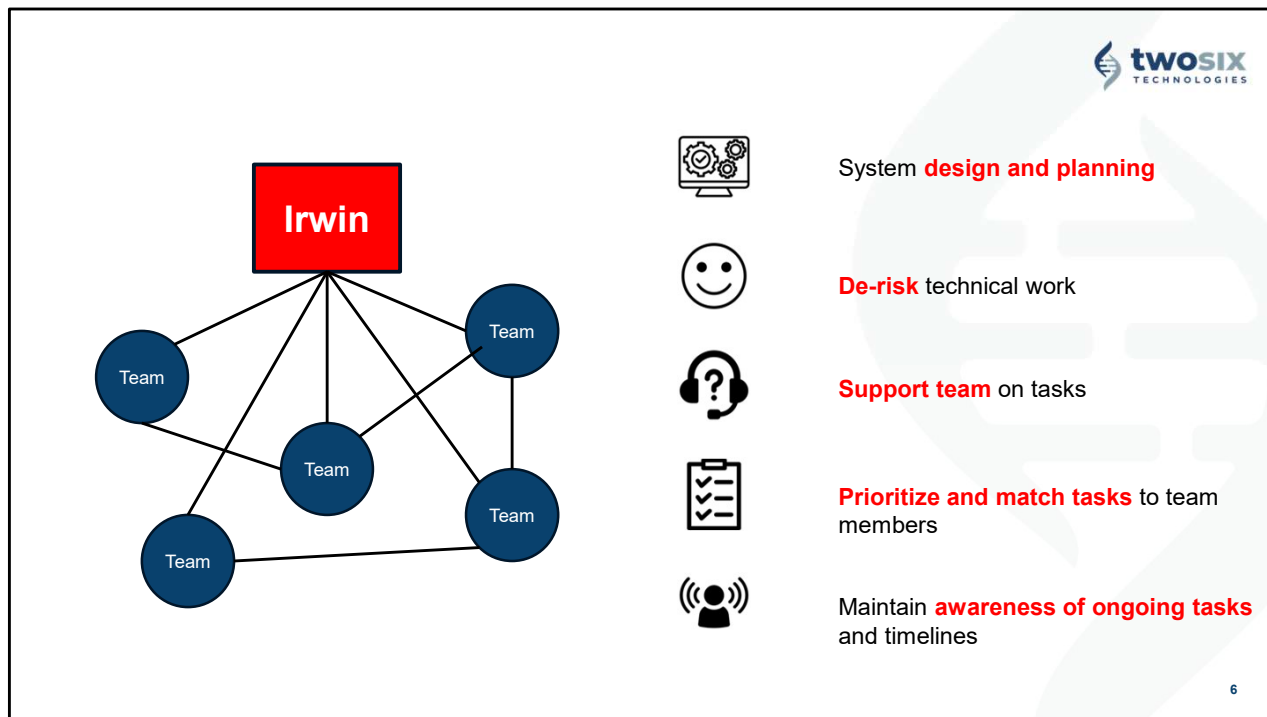 twosix
TECHNOLOGIES
Irwin
Team
Team
Team
Team
Team
System design and planning
De-risk technical work
?
Support team on tasks
Prioritize and match tasks to team
members
Maintain awareness of ongoing tasks
and timelines
6